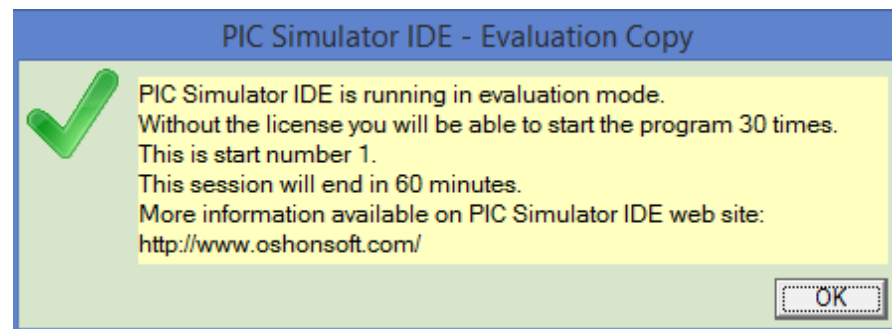 PIC Simulator IDE - Evaluation Copy
PIC Simulator IDE is running in evaluation mode.
Without the license you will be able to start the program 30 times.
This is start number 1.
This session will end in 60 minutes.
More information available on PIC Simulator IDE web site:
http://www.oshonsoft.com/
OK